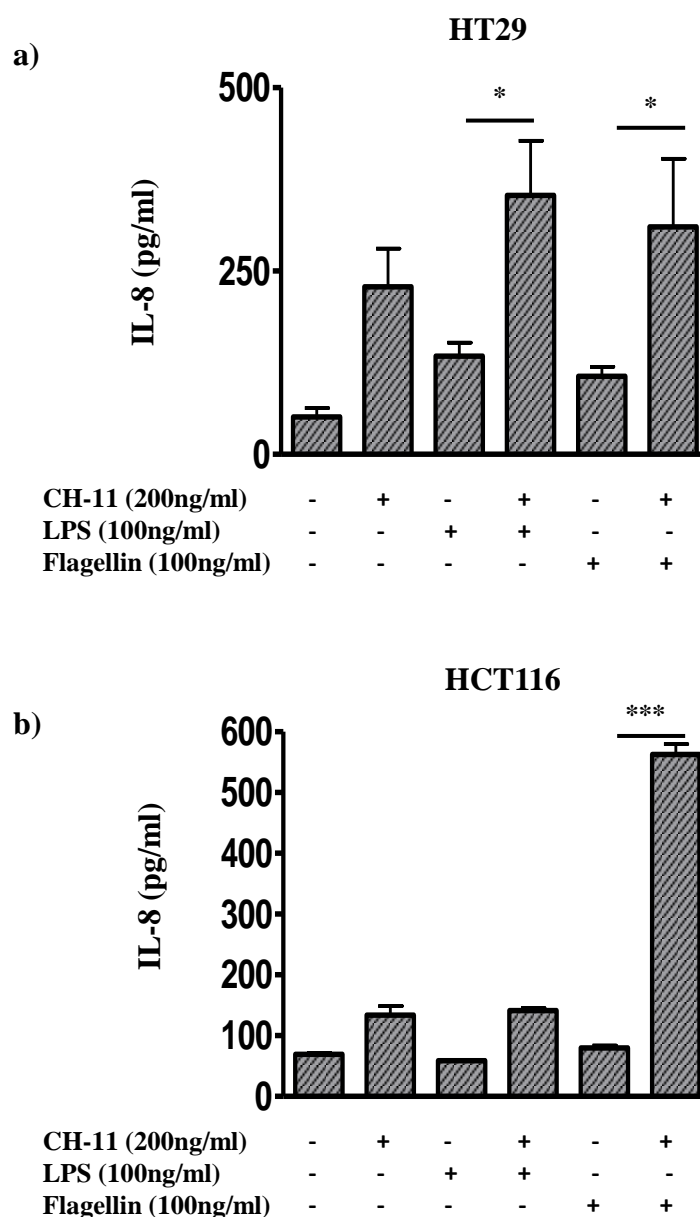 HT29
a)
500
250
0
IL-8 (pg/ml)
*
*
CH-11 (200ng/ml) - + - + - +
LPS (100ng/ml) - - + + - -
Flagellin (100ng/ml) - - - - + +
HCT116
b)
600
500
400
300
200
100
0
IL-8 (pg/ml)
***
CH-11 (200ng/ml) - + - + - +
LPS (100ng/ml) - - + + - -
Flagellin (100ng/ml) - - - - + +